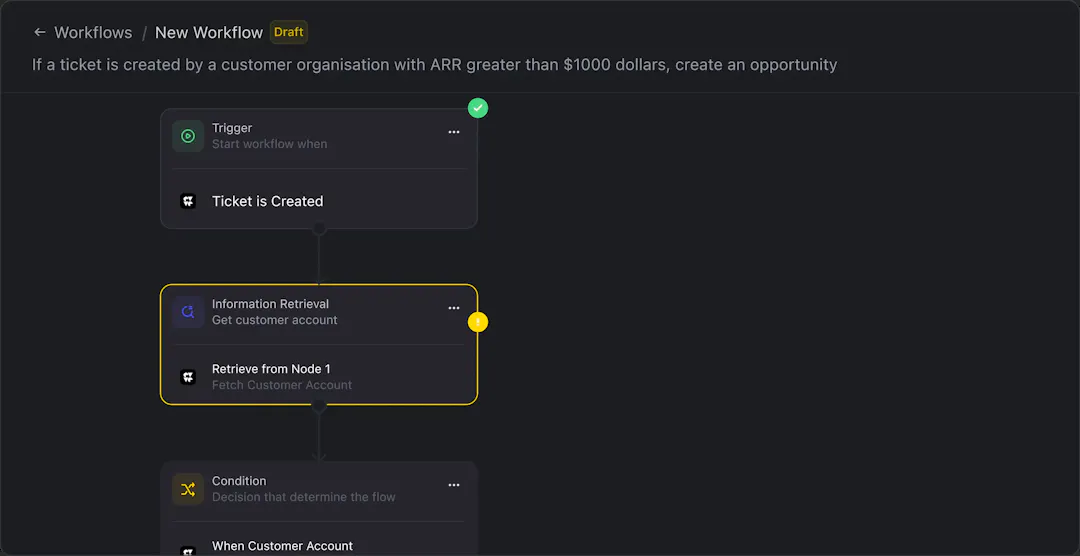 ← Workflows / New Workflow Draft
If a ticket is created by a customer organisation with ARR greater than $1000 dollars, create an opportunity
Trigger
Start workflow when
Ticket is Created
Information Retrieval
Get customer account
Retrieve from Node 1
Fetch Customer Account
Condition
Decision that determine the flow
When Customer Account